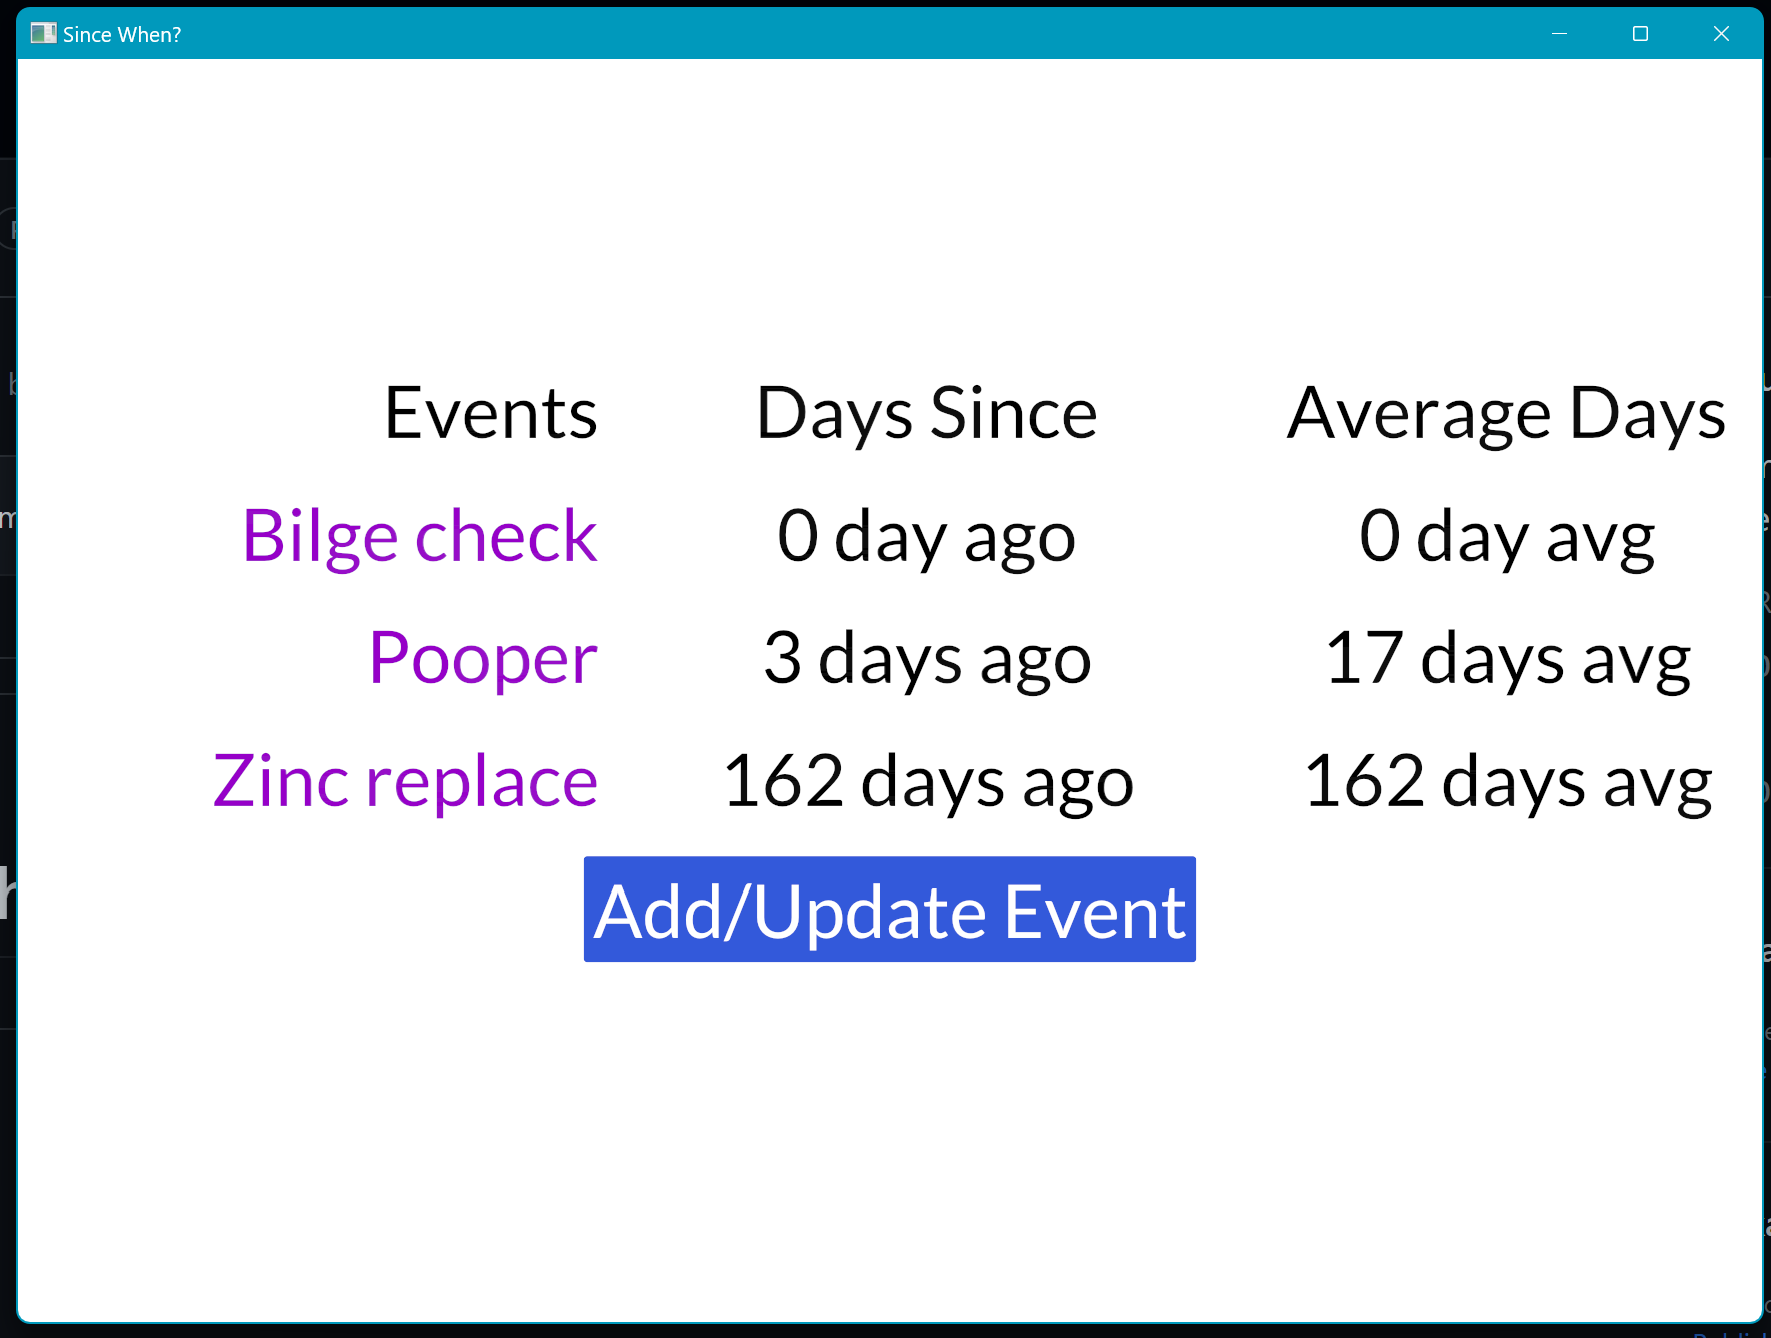 Since When?
Events Days Since Average Days
Bilge check 0 day ago 0 day avg
Pooper 3 days ago 17 days avg
Zinc replace 162 days ago 162 days avg
Add/Update Event